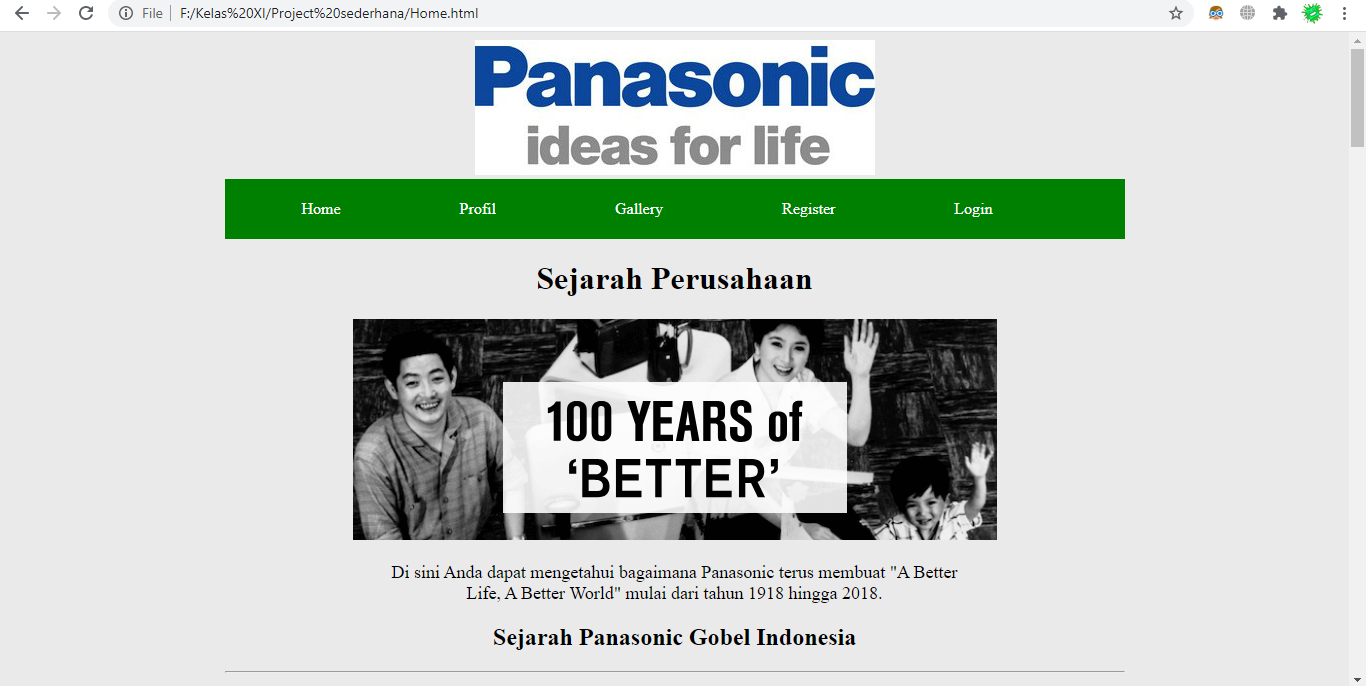 File | F:/Kelas%20XI/Project%20sederhana/Home.html
Panasonic
ideas for life
Home Profil Gallery Register Login
Sejarah Perusahaan
100 YEARS of
‘BETTER’
Di sini Anda dapat mengetahui bagaimana Panasonic terus membuat "A Better
Life, A Better World" mulai dari tahun 1918 hingga 2018.
Sejarah Panasonic Gobel Indonesia